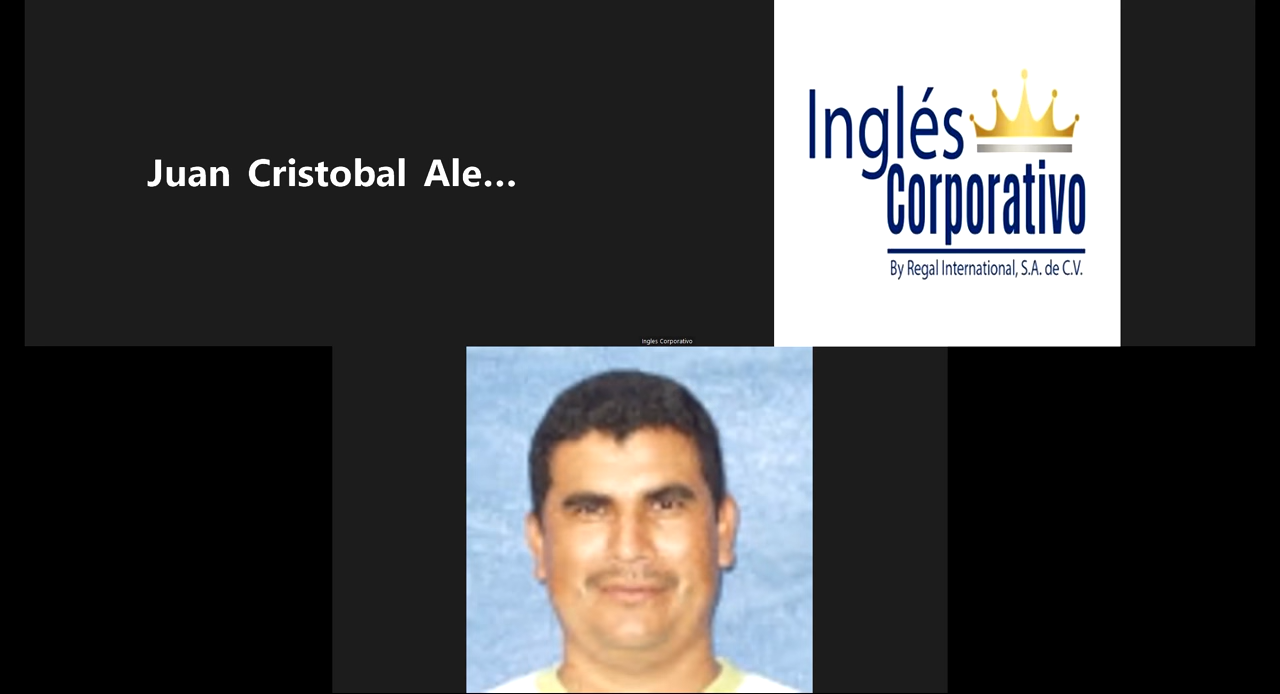 Juan Cristobal Ale...
Inglés
Corporativo
By Regal International, S.A. de C.V.
Ingles Corporativo